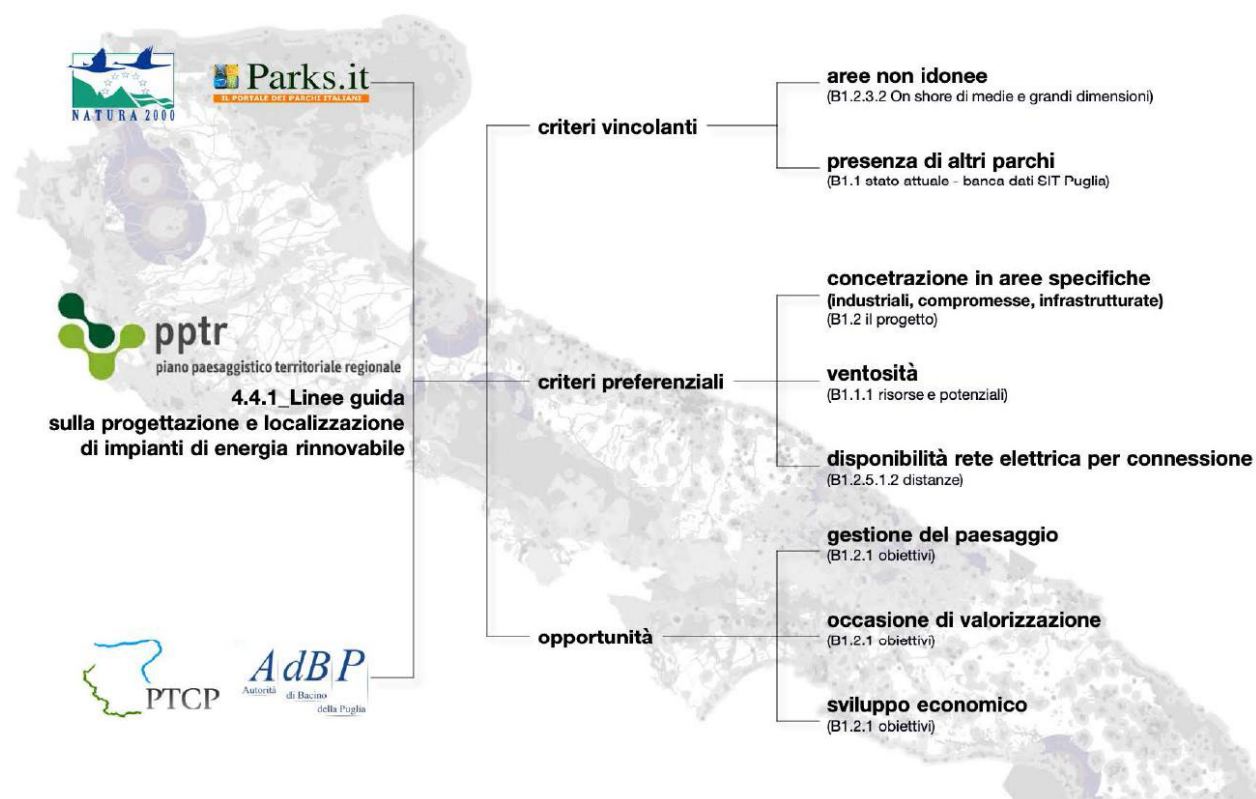 NATURA 2000
Parks.it
IL PORTALE DEI PARCHI ITALIANI
pptr
piano paesaggistico territoriale regionale
4.4.1_Linee guida
sulla progettazione e localizzazione
di impianti di energia rinnovabile
PTCP
AdBP
Autorità di Bacino della Puglia
criteri vincolanti
aree non idonee
(B1.2.3.2 On shore di medie e grandi dimensioni)
presenza di altri parchi
(B1.1 stato attuale - banca dati SIT Puglia)
criteri preferenziali
concetrazione in aree specifiche
(industriali, compromesse, infrastrutturate)
(B1.2 il progetto)
ventosità
(B1.1.1 risorse e potenziali)
disponibilità rete elettrica per connessione
(B1.2.5.1.2 distanze)
opportunità
gestione del paesaggio
(B1.2.1 obiettivi)
occasione di valorizzazione
(B1.2.1 obiettivi)
sviluppo economico
(B1.2.1 obiettivi)